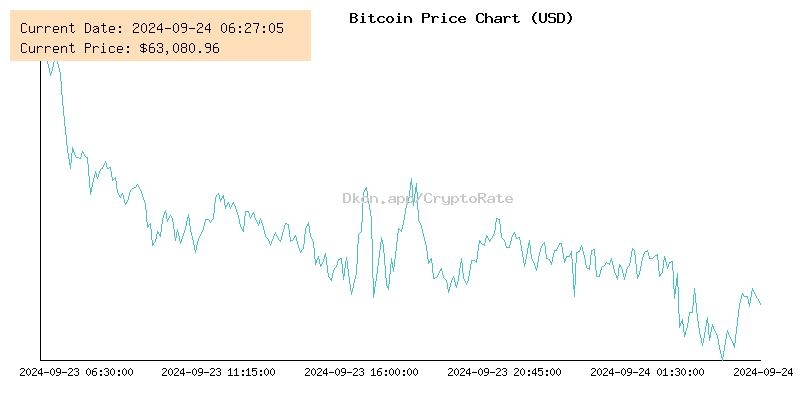 Bitcoin Price Chart (USD)
Current Date: 2024-09-24 06:27:05
Current Price: $63,080.96
Dkdn.app/CryptoRate
2024-09-23 06:30:00 2024-09-23 11:15:00 2024-09-23 16:00:00 2024-09-23 20:45:00 2024-09-24 01:30:00 2024-09-24